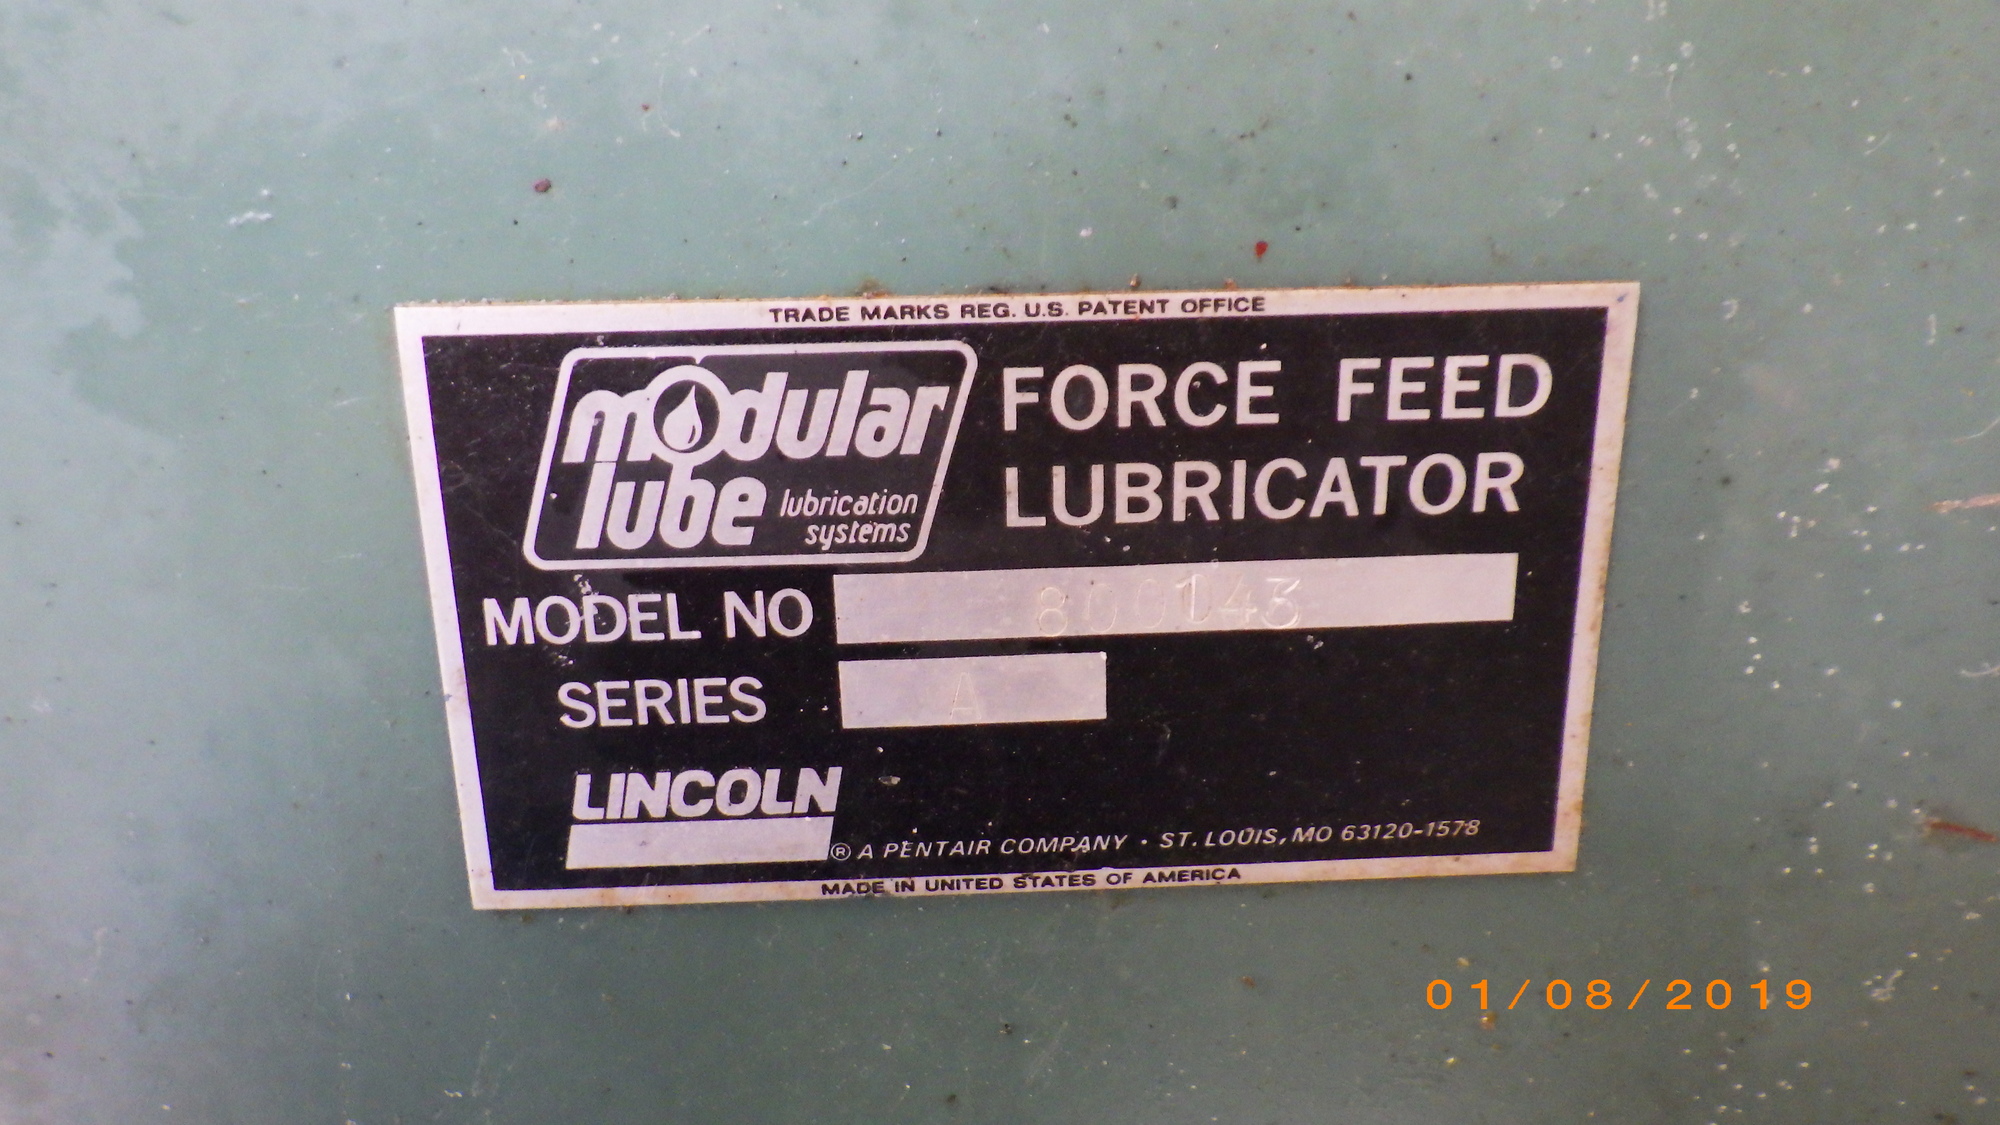 TRADE MARKS REG. U.S. PATENT OFFICE
modular
lube
lubrication
systems
FORCE FEED
LUBRICATOR
MODEL NO 800143
SERIES A
LINCOLN
® A PENTAIR COMPANY • ST. LOUIS, MO 63120-1578
MADE IN UNITED STATES OF AMERICA
01/08/2019